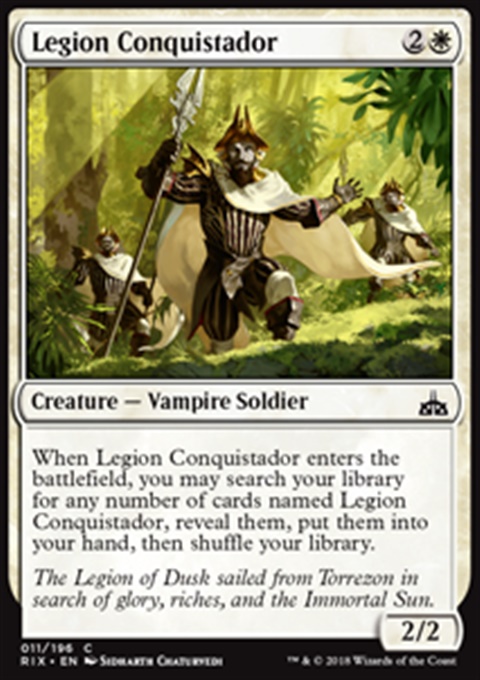 Legion Conquistador 2
Creature — Vampire Soldier
When Legion Conquistador enters the
battlefield, you may search your library
for any number of cards named Legion
Conquistador, reveal them, put them into
your hand, then shuffle your library.
The Legion of Dusk sailed from Torrezon in
search of glory, riches, and the Immortal Sun.
2/2
011/196 C
RIX • EN Sidharth Chaturvedi
™ & © 2018 Wizards of the Coast